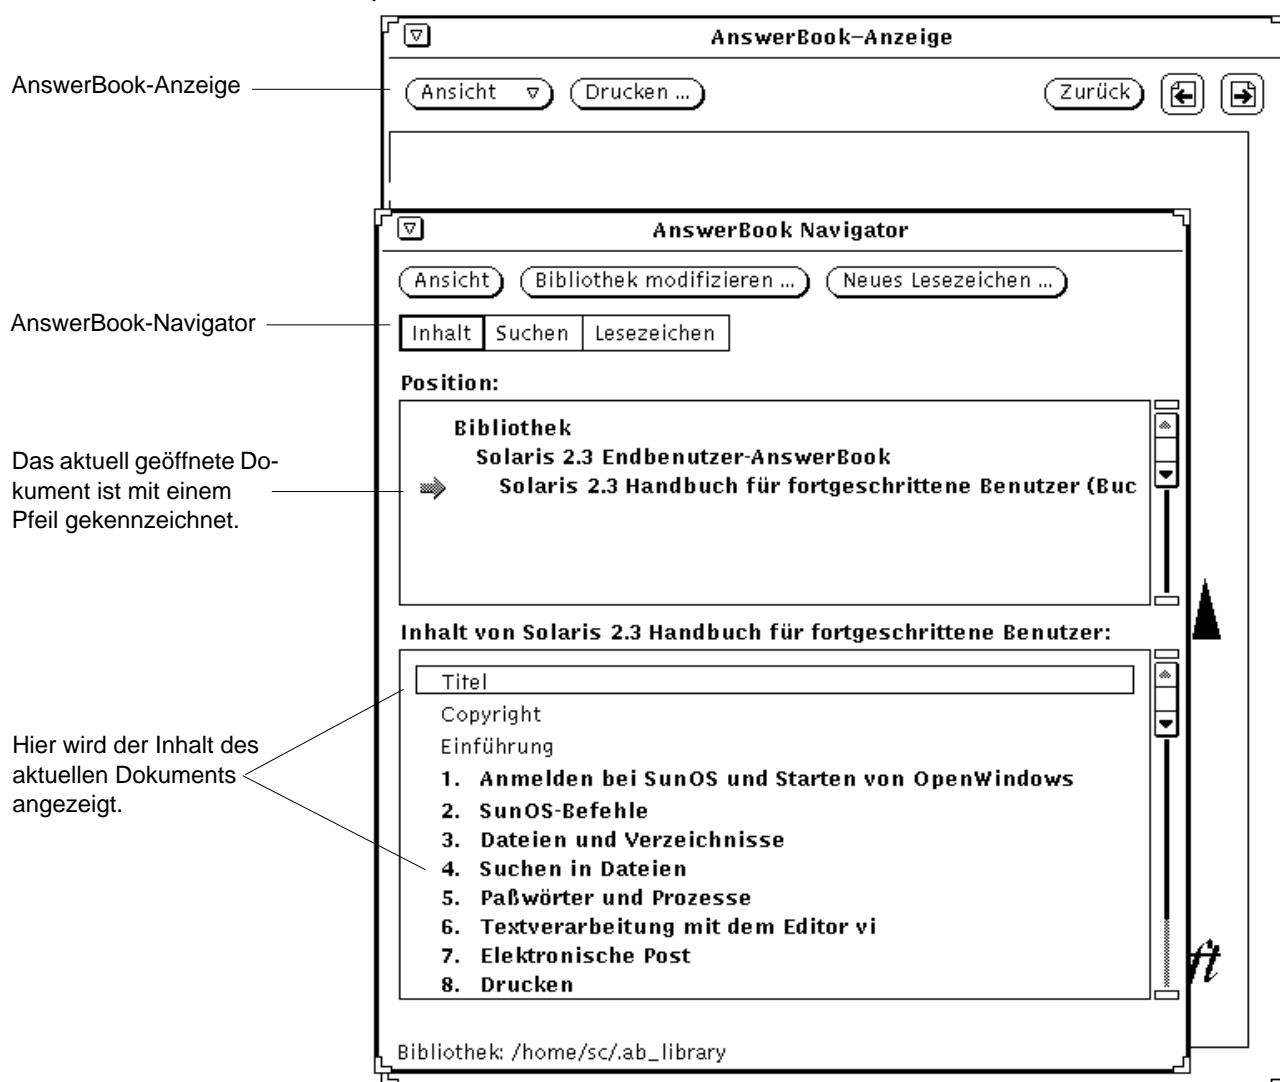 AnswerBook–Anzeige
AnswerBook-Anzeige
Ansicht Drucken ... Zurück
AnswerBook Navigator
Ansicht Bibliothek modifizieren ... Neues Lesezeichen ...
AnswerBook-Navigator
Inhalt Suchen Lesezeichen
Position:
Bibliothek
Solaris 2.3 Endbenutzer-AnswerBook
Solaris 2.3 Handbuch für fortgeschrittene Benutzer (Buc
Das aktuell geöffnete Do-
kument ist mit einem
Pfeil gekennzeichnet.
Inhalt von Solaris 2.3 Handbuch für fortgeschrittene Benutzer:
Titel
Copyright
Einführung
1. Anmelden bei SunOS und Starten von OpenWindows
2. SunOS-Befehle
3. Dateien und Verzeichnisse
4. Suchen in Dateien
5. Paßwörter und Prozesse
6. Textverarbeitung mit dem Editor vi
7. Elektronische Post
8. Drucken
Hier wird der Inhalt des
aktuellen Dokuments
angezeigt.
ft
Bibliothek: /home/sc/.ab_library